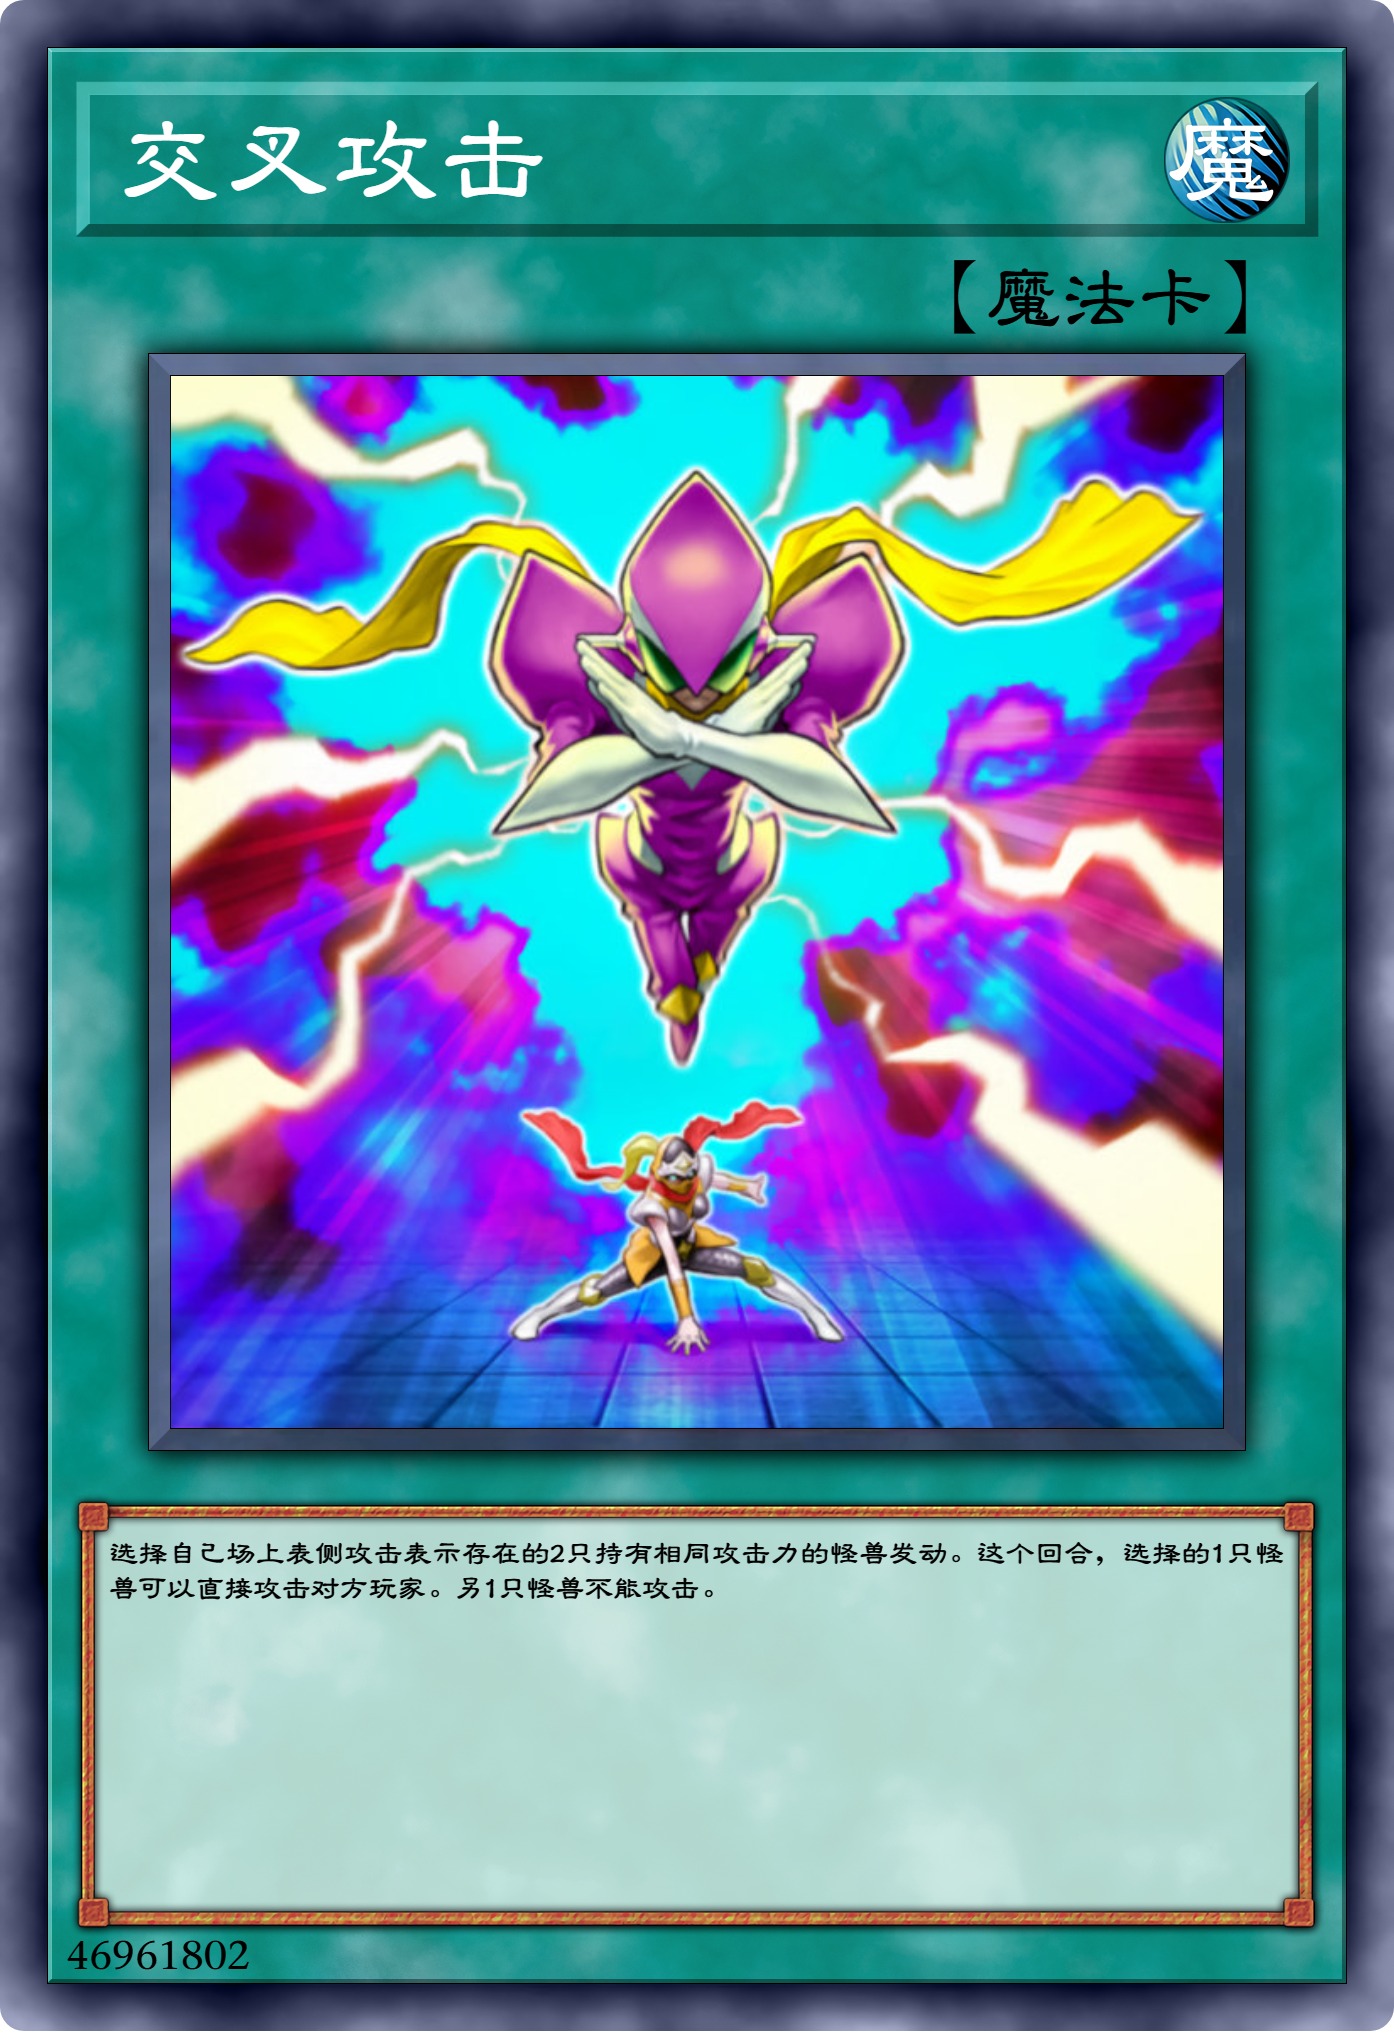 交叉攻击
魔
【魔法卡】
选择自己场上表侧攻击表示存在的2只持有相同攻击力的怪兽发动。这个回合，选择的1只怪
兽可以直接攻击对方玩家。另1只怪兽不能攻击。
46961802